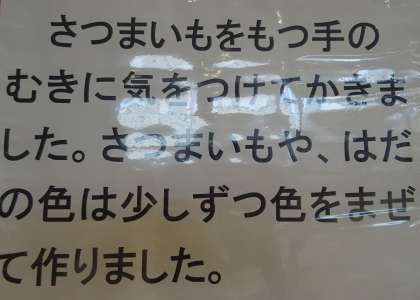 さつまいもをもつ手の
むきに気をつけてかきま
した。さつまいもや、はだ
の色は少しずつ色をまぜ
て作りました。